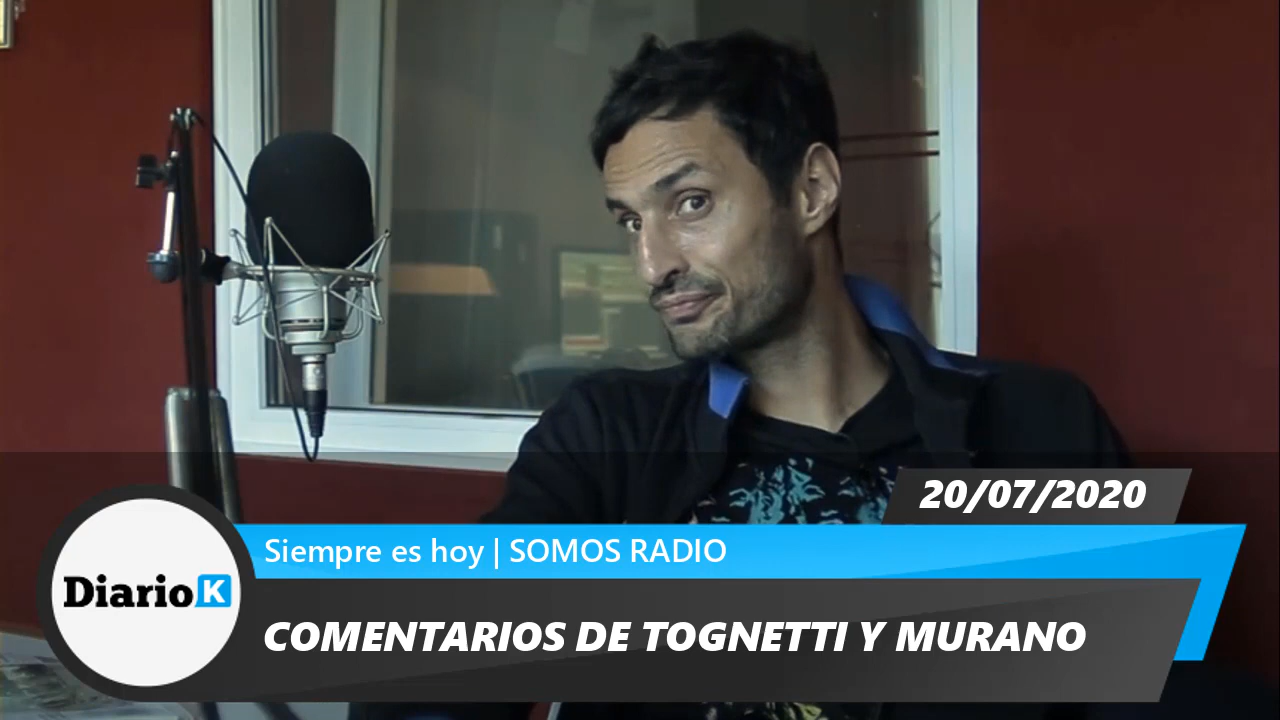 20/07/2020
Siempre es hoy | SOMOS RADIO
DiarioK
COMENTARIOS DE TOGNETTI Y MURANO